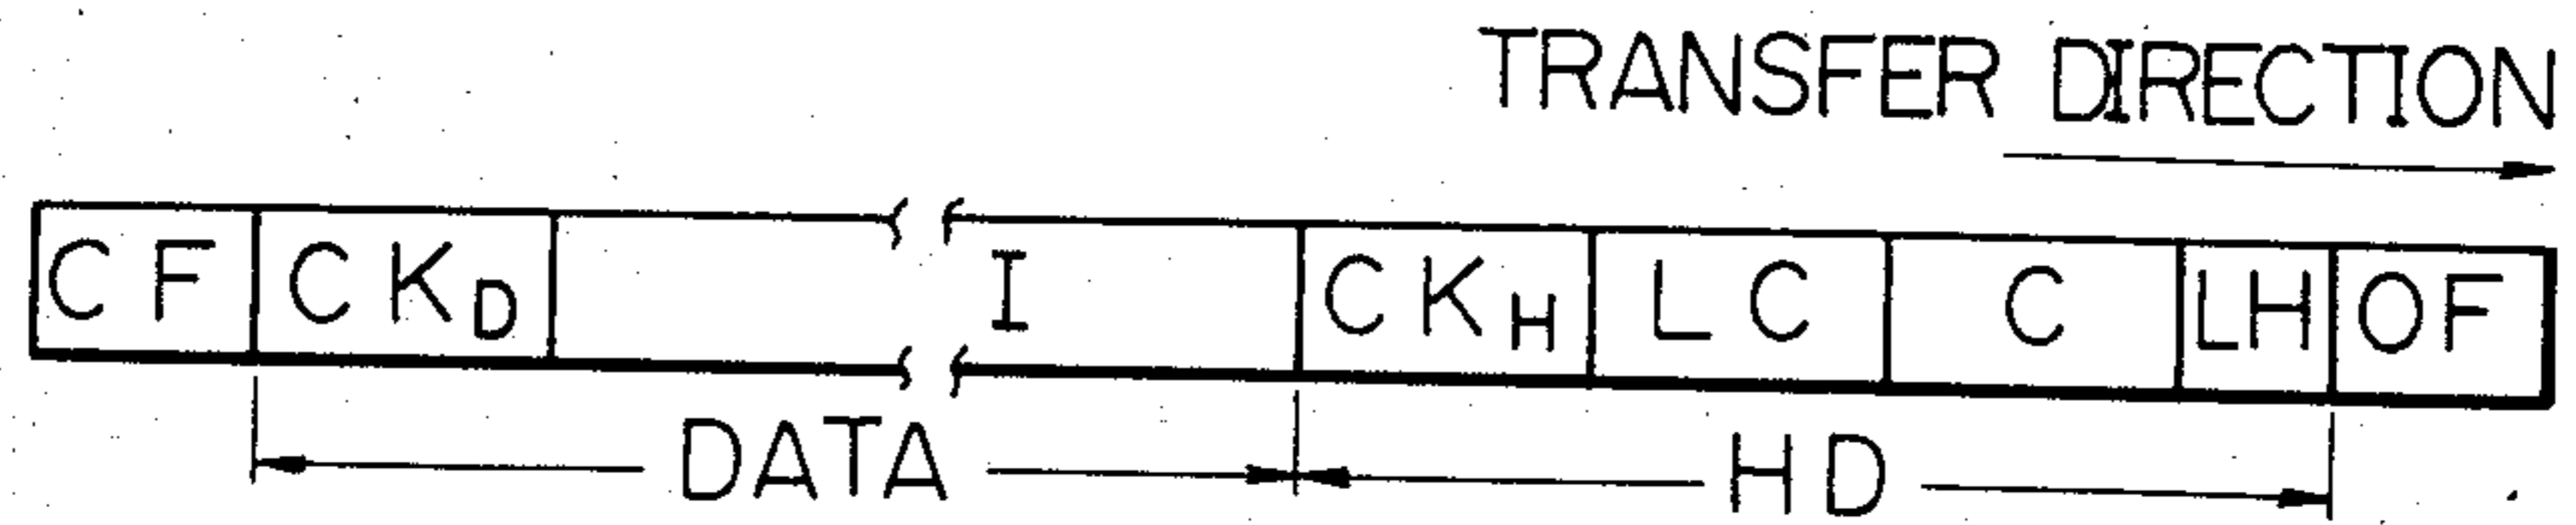 TRANSFER DIRECTION
CF CKD I CKH LC C LH OF
DATA HD